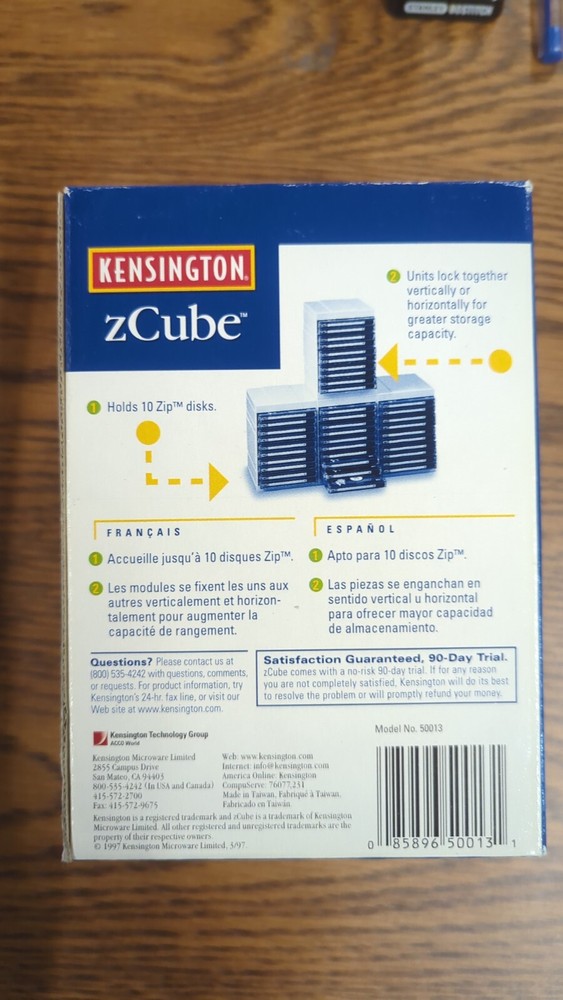 KENSINGTON®
zCube™
2 Units lock together
vertically or
horizontally for
greater storage
capacity.
1 Holds 10 Zip™ disks.
FRANÇAIS
1 Accueille jusqu'à 10 disques Zip™.
2 Les modules se fixent les uns aux
autres verticalement et horizon-
talement pour augmenter la
capacité de rangement.
ESPAÑOL
1 Apto para 10 discos Zip™.
2 Las piezas se enganchan en
sentido vertical u horizontal
para ofrecer mayor capacidad
de almacenamiento.
Questions? Please contact us at
(800) 535-4242 with questions, comments,
or requests. For product information, try
Kensington's 24-hr. fax line, or visit our
Web site at www.kensington.com.
Satisfaction Guaranteed, 90-Day Trial.
zCube comes with a no-risk 90-day trial. If for any reason
you are not completely satisfied, Kensington will do its best
to resolve the problem or will promptly refund your money.
Kensington Technology Group
ACCO World
Kensington Microware Limited
2855 Campus Drive
San Mateo, CA 94403
800-535-4242 (In USA and Canada)
415-572-2700
Fax: 415-572-9675
Web: www.kensington.com
Internet: info@kensington.com
America Online: Kensington
CompuServe: 76077,231
Made in Taiwan, Fabriqué à Taiwan,
Fabricado en Taiwán.
Kensington is a registered trademark and zCube is a trademark of Kensington
Microware Limited. All other registered and unregistered trademarks are the
property of their respective owners.
© 1997 Kensington Microware Limited, 3/97.
Model No. 50013
0 85896 50013 1